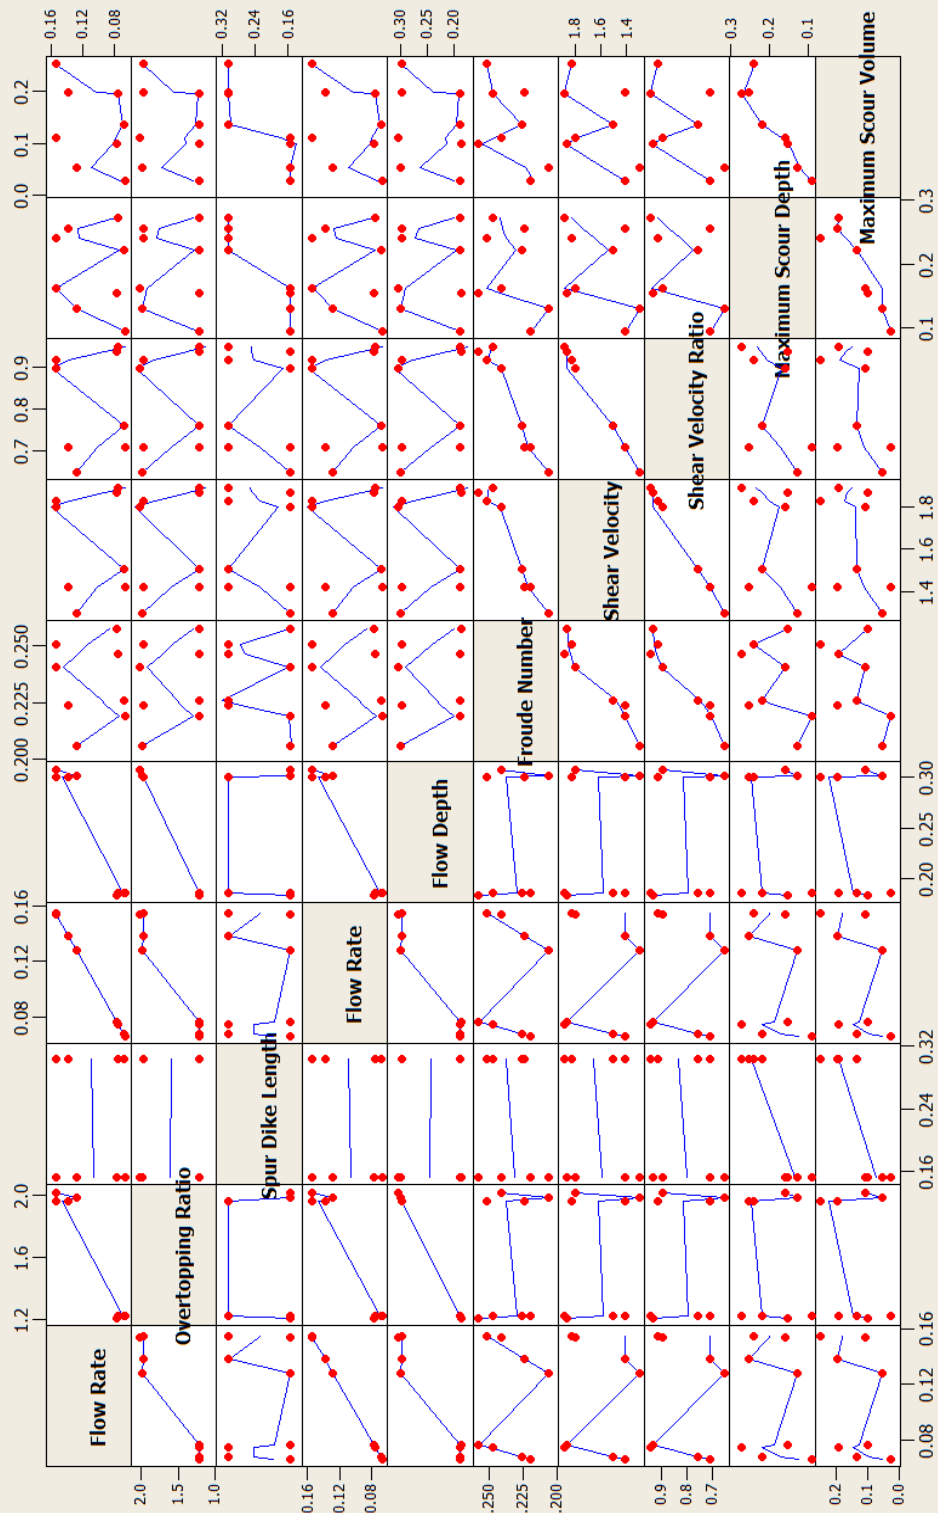 1.2 1.6 2.0 0.08 0.12 0.16 0.200 0.225 0.250 0.7 0.8 0.9 0.0 0.1 0.2
0.16
0.12
0.08
Flow Rate
2.0
1.5
1.0
Overtopping Ratio
0.32
0.24
0.16
Spur Dike Length
0.16
0.12
0.08
Flow Rate
0.30
0.25
0.20
Flow Depth
.250
0.225
.200
Froude Number
1.8
1.6
1.4
Shear Velocity
0.9
0.8
0.7
Shear Velocity Ratio
0.3
0.2
0.1
Maximum Scour Depth
0.2
0.1
0.0
Maximum Scour Volume
0.08 0.12 0.16 0.16 0.24 0.32 0.20 0.25 0.30 1.4 1.6 1.8 0.1 0.2 0.3